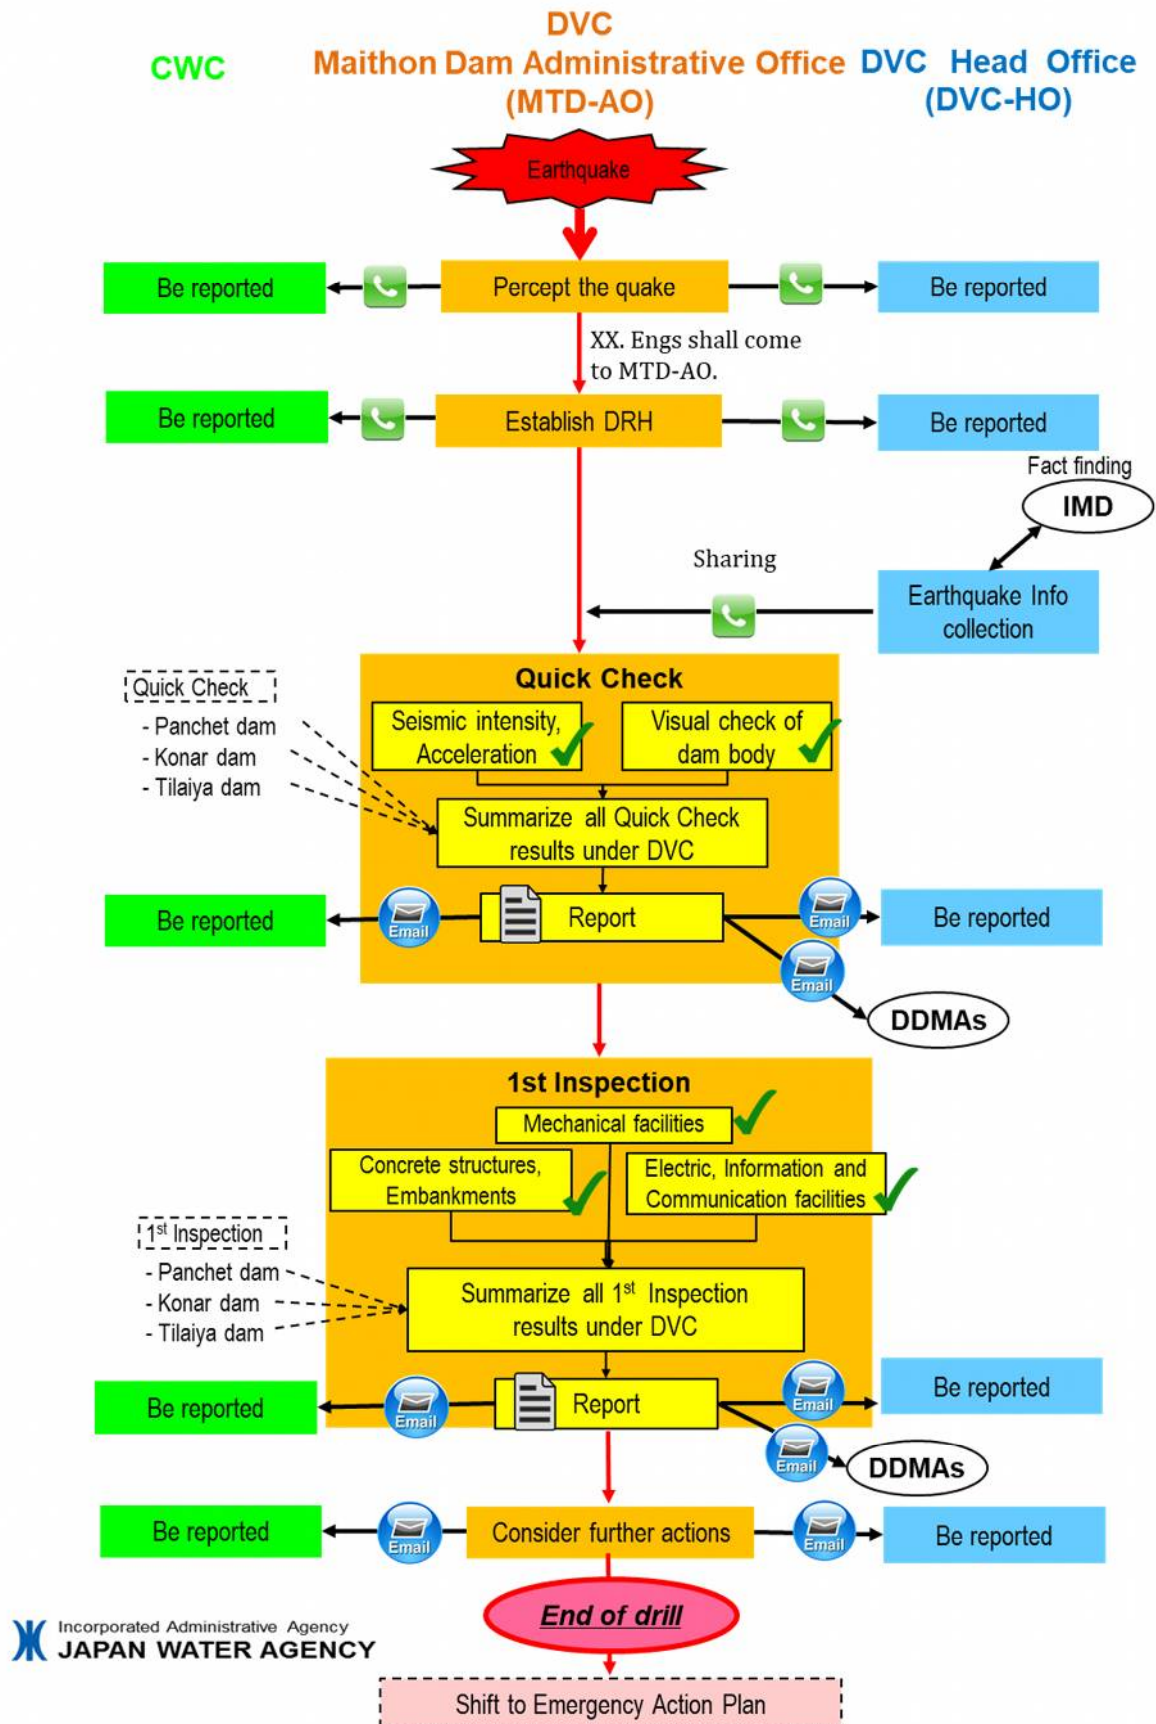 DVC
CWC
Maithon Dam Administrative Office
(MTD-AO)
DVC Head Office
(DVC-HO)
Earthquake
Be reported
Percept the quake
Be reported
XX. Engs shall come
to MTD-AO.
Be reported
Establish DRH
Be reported
Fact finding
IMD
Sharing
Earthquake Info
collection
Quick Check
Quick Check
- Panchet dam
- Konar dam
- Tilaiya dam
Seismic intensity,
Acceleration
Visual check of
dam body
Summarize all Quick Check
results under DVC
Be reported
Email
Report
Email
Be reported
Email
DDMAs
1st Inspection
Mechanical facilities
Concrete structures,
Embankments
Electric, Information and
Communication facilities
1st Inspection
- Panchet dam
- Konar dam
- Tilaiya dam
Summarize all 1st Inspection
results under DVC
Be reported
Email
Report
Email
Be reported
Email
DDMAs
Be reported
Email
Consider further actions
Email
Be reported
End of drill
Incorporated Administrative Agency
JAPAN WATER AGENCY
Shift to Emergency Action Plan